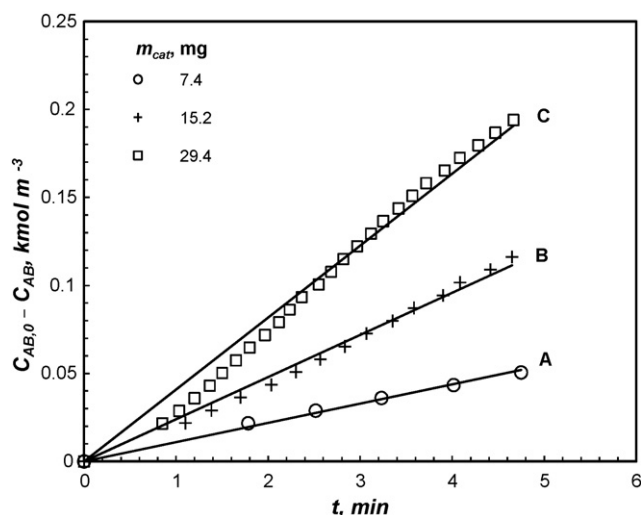 0.25
0.2
0.15
0.1
0.05
0
C_AB,0 – C_AB, kmol m⁻³
m_cat, mg
7.4
15.2
29.4
C
B
A
0 1 2 3 4 5 6
t, min